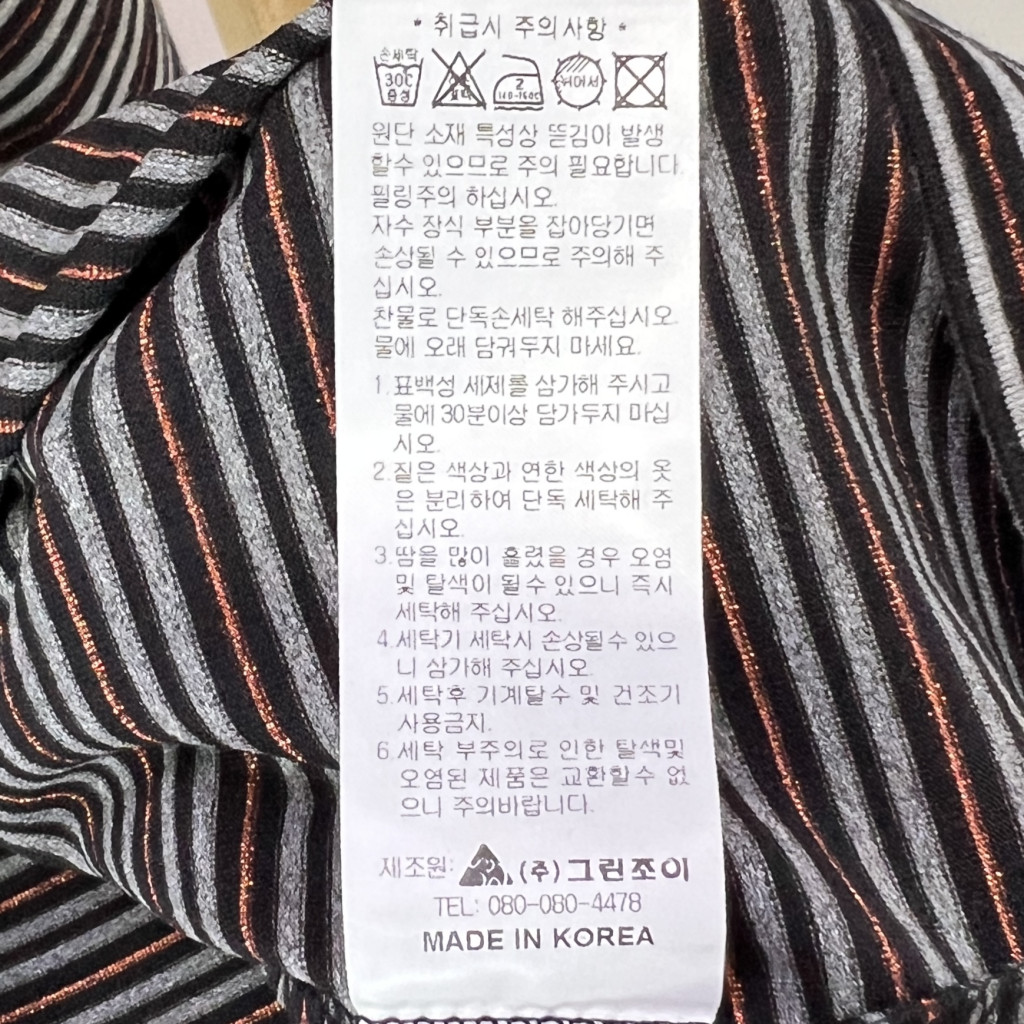 * 취급시 주의사항 *
손세탁
30℃
중성
표백
2
140-160℃
뉘어서
원단 소재 특성상 뜯김이 발생
할수 있으므로 주의 필요합니다.
필링주의 하십시오.
자수 장식 부분을 잡아당기면
손상될 수 있으므로 주의해 주
십시오.
찬물로 단독손세탁 해주십시오.
물에 오래 담궈두지 마세요.
1.표백성 세제를 삼가해 주시고
물에 30분이상 담가두지 마십
시오.
2.짙은 색상과 연한 색상의 옷
은 분리하여 단독 세탁해 주
십시오.
3.땀을 많이 흘렸을 경우 오염
및 탈색이 될수 있으니 즉시
세탁해 주십시오.
4.세탁기 세탁시 손상될수 있으
니 삼가해 주십시오.
5.세탁후 기계탈수 및 건조기
사용금지.
6.세탁 부주의로 인한 탈색및
오염된 제품은 교환할수 없
으니 주의바랍니다.
제조원: (주)그린조이
TEL: 080-080-4478
MADE IN KOREA